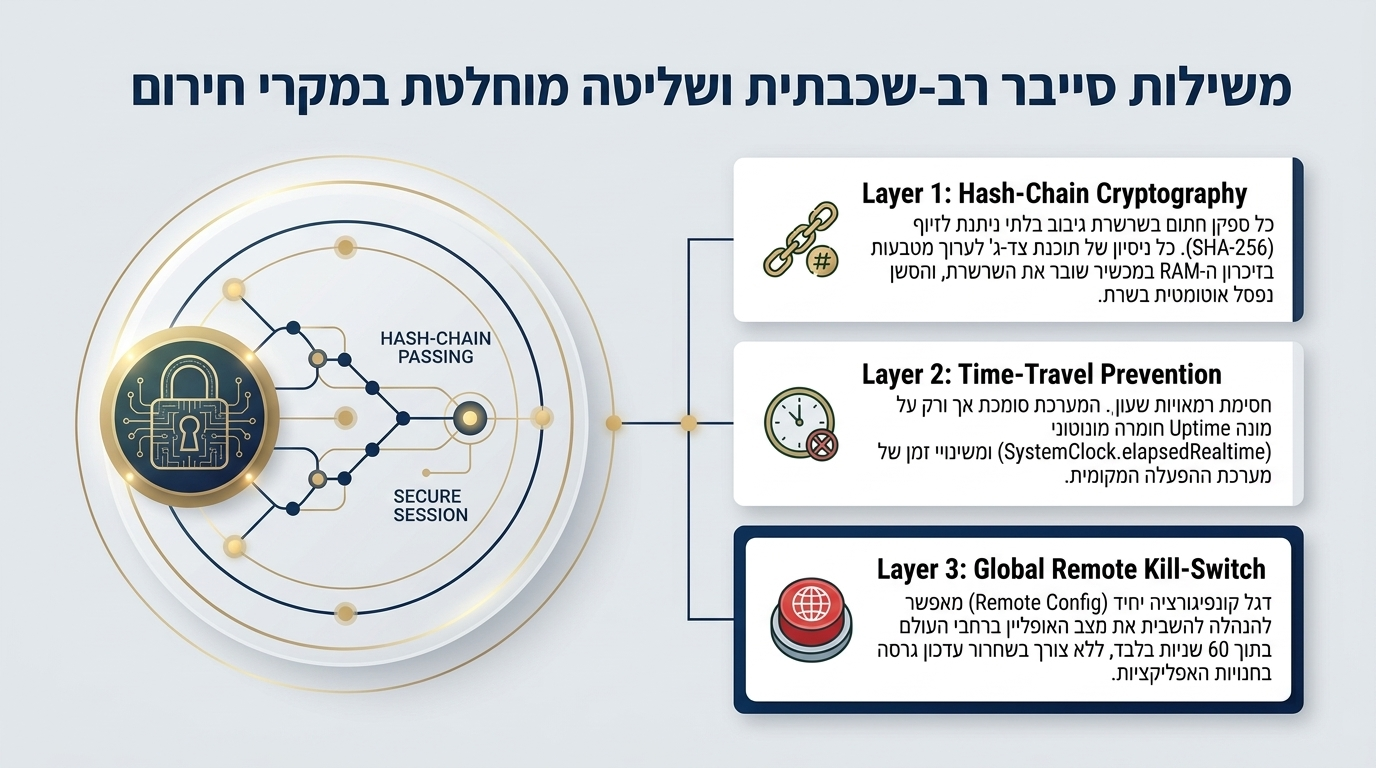 משילות סייבר רב-שכבתית ושליטה מוחלטת במקרי חירום
HASH-CHAIN
PASSING
SECURE
SESSION
Layer 1: Hash-Chain Cryptography
כל ספקן חתום בשרשרת גיבוב בלתי ניתנת לזיוף
(SHA-256). כל ניסיון של תוכנת צד-ג' לערוך מטבעות
בזיכרון ה-RAM במכשיר שובר את השרשרת, והסשן
נפסל אוטומטית בשרת.
Layer 2: Time-Travel Prevention
חסימת רמאויות שעון. המערכת סומכת אך ורק על
מונה Uptime חומרה מונוטוני
(SystemClock.elapsedRealtime) ומשינויי זמן של
מערכת ההפעלה המקומית.
Layer 3: Global Remote Kill-Switch
דגל קונפיגורציה יחיד (Remote Config) מאפשר
להנהלה להשבית את מצב האופליין ברחבי העולם
בתוך 60 שניות בלבד, ללא צורך בשחרור עדכון גרסה
בחנויות האפליקציות.